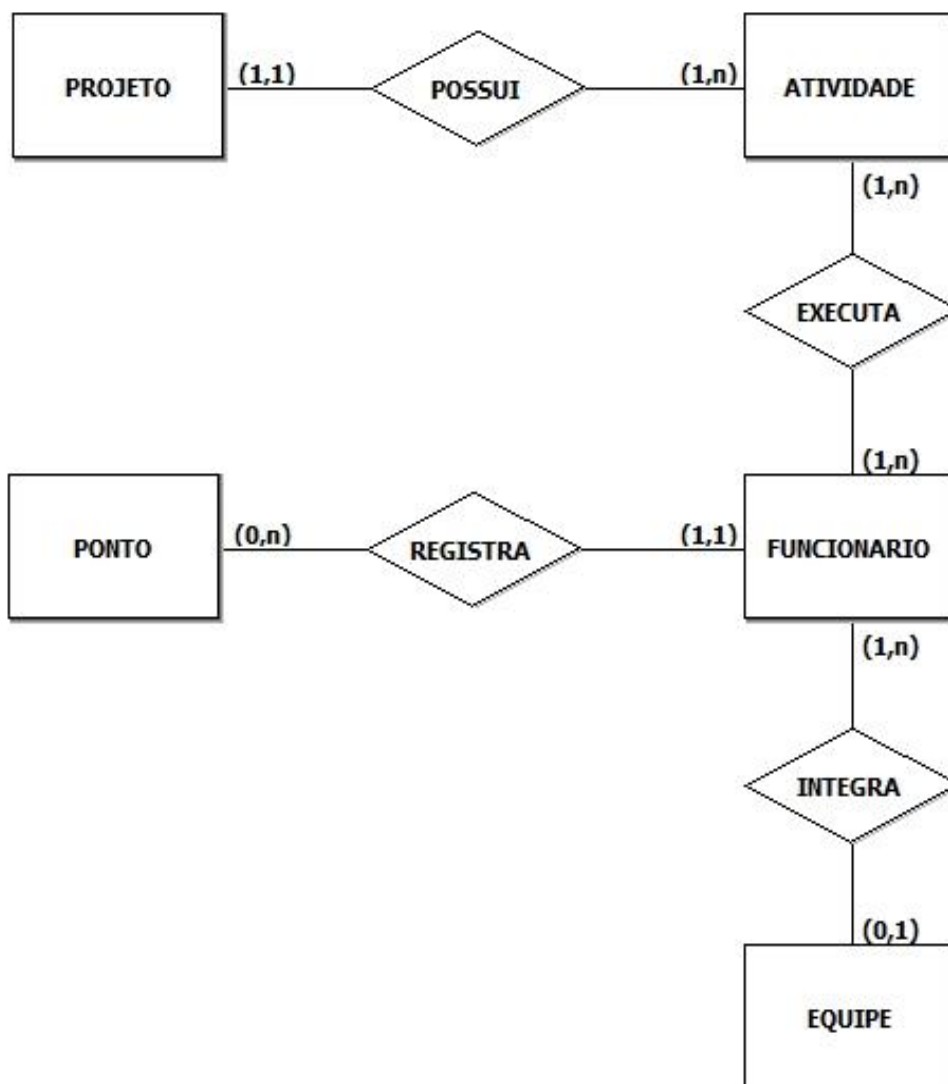 PROJETO (1,1) POSSUI (1,n) ATIVIDADE
(1,n)
EXECUTA
(1,n)
PONTO (0,n) REGISTRA (1,1) FUNCIONARIO
(1,n)
INTEGRA
(0,1)
EQUIPE